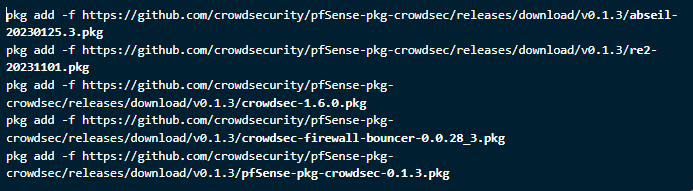 pkg add -f https://github.com/crowdsecurity/pfSense-pkg-crowdsec/releases/download/v0.1.3/abseil-
20230125.3.pkg
pkg add -f https://github.com/crowdsecurity/pfSense-pkg-crowdsec/releases/download/v0.1.3/re2-
20231101.pkg
pkg add -f https://github.com/crowdsecurity/pfSense-pkg-
crowdsec/releases/download/v0.1.3/crowdsec-1.6.0.pkg
pkg add -f https://github.com/crowdsecurity/pfSense-pkg-
crowdsec/releases/download/v0.1.3/crowdsec-firewall-bouncer-0.0.28_3.pkg
pkg add -f https://github.com/crowdsecurity/pfSense-pkg-
crowdsec/releases/download/v0.1.3/pfSense-pkg-crowdsec-0.1.3.pkg